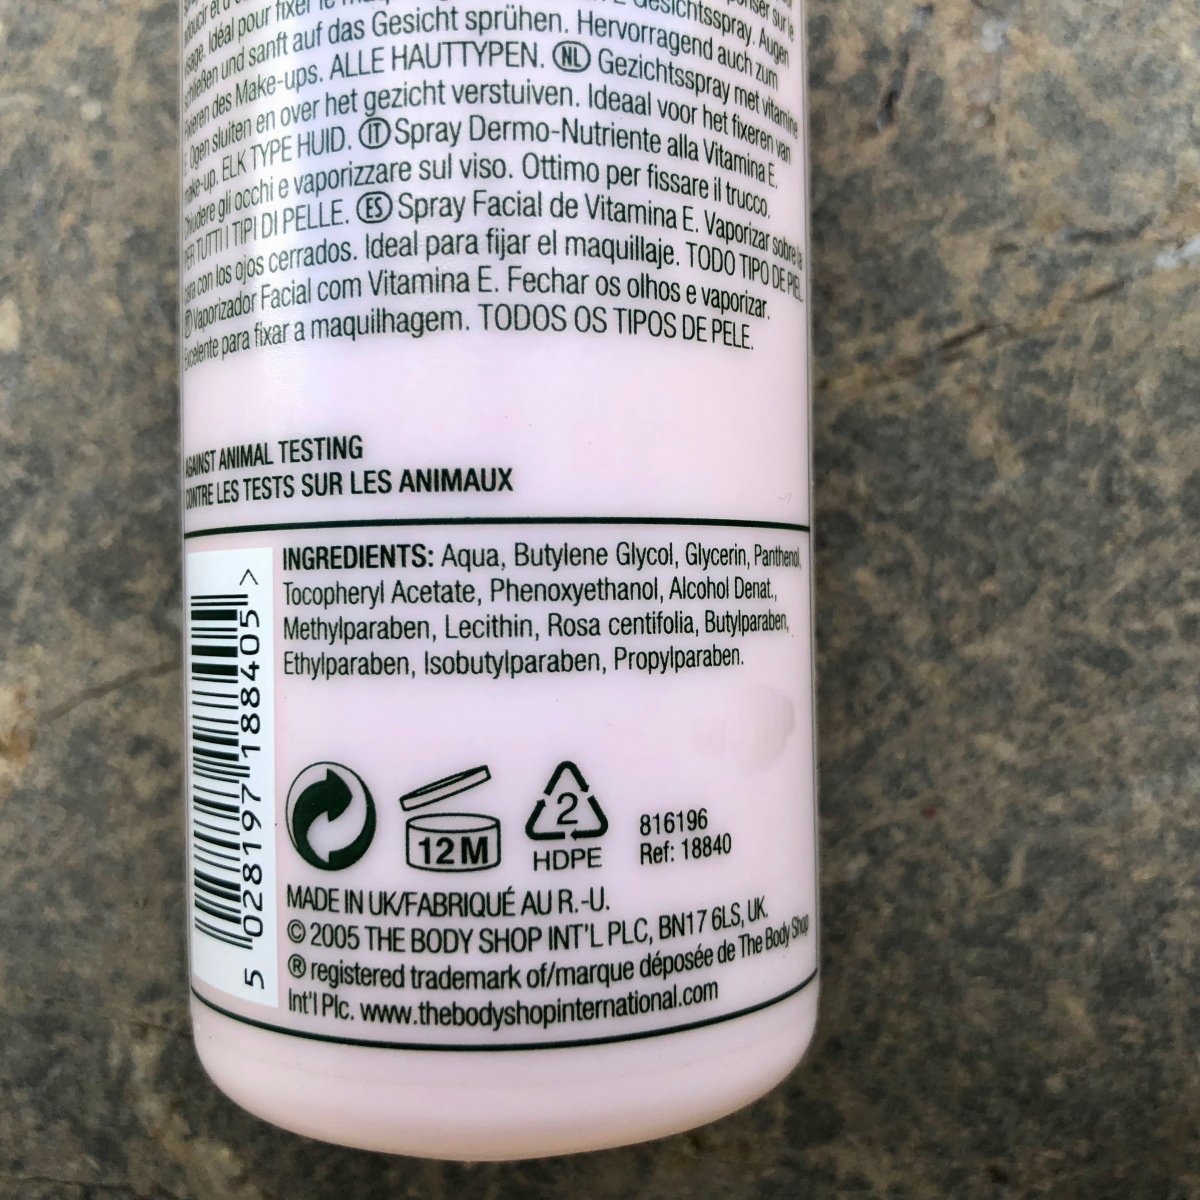 visage. Idéal pour fixer le
schließen und sanft auf das Gesicht sprühen. Hervorragend auch zum
Gesichtsspray. Augen
des Make-ups. ALLE HAUTTYPEN. NL Gezichtsspray met vitamine
E. Ogen sluiten en over het gezicht verstuiven. Ideaal voor het fixeren van
make-up. ELK TYPE HUID. IT Spray Dermo-Nutriente alla Vitamina E.
Chiudere gli occhi e vaporizzare sul viso. Ottimo per fissare il trucco.
PER TUTTI I TIPI DI PELLE. ES Spray Facial de Vitamina E. Vaporizar sobre la
cara con los ojos cerrados. Ideal para fijar el maquillaje. TODO TIPO DE PIEL.
P Vaporizador Facial com Vitamina E. Fechar os olhos e vaporizar.
Excelente para fixar a maquilhagem. TODOS OS TIPOS DE PELE.
AGAINST ANIMAL TESTING
CONTRE LES TESTS SUR LES ANIMAUX
INGREDIENTS: Aqua, Butylene Glycol, Glycerin, Panthenol,
Tocopheryl Acetate, Phenoxyethanol, Alcohol Denat.,
Methylparaben, Lecithin, Rosa centifolia, Butylparaben,
Ethylparaben, Isobutylparaben, Propylparaben.
5 028197 188405 >
12M
2
HDPE
816196
Ref: 18840
MADE IN UK/FABRIQUÉ AU R.-U.
© 2005 THE BODY SHOP INT'L PLC, BN17 6LS, UK.
® registered trademark of/marque déposée de The Body Shop
Int'l Plc. www.thebodyshopinternational.com